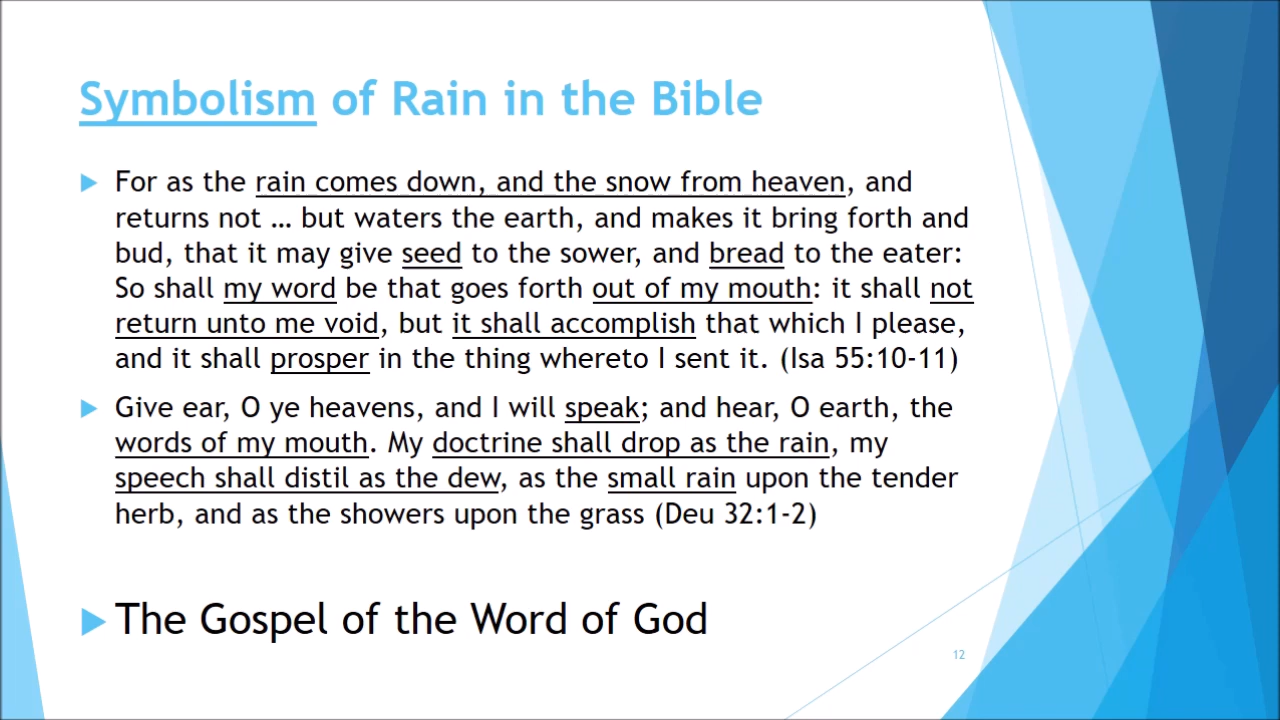 Symbolism of Rain in the Bible
For as the rain comes down, and the snow from heaven, and
returns not … but waters the earth, and makes it bring forth and
bud, that it may give seed to the sower, and bread to the eater:
So shall my word be that goes forth out of my mouth: it shall not
return unto me void, but it shall accomplish that which I please,
and it shall prosper in the thing whereto I sent it. (Isa 55:10-11)
Give ear, O ye heavens, and I will speak; and hear, O earth, the
words of my mouth. My doctrine shall drop as the rain, my
speech shall distil as the dew, as the small rain upon the tender
herb, and as the showers upon the grass (Deu 32:1-2)
The Gospel of the Word of God
12